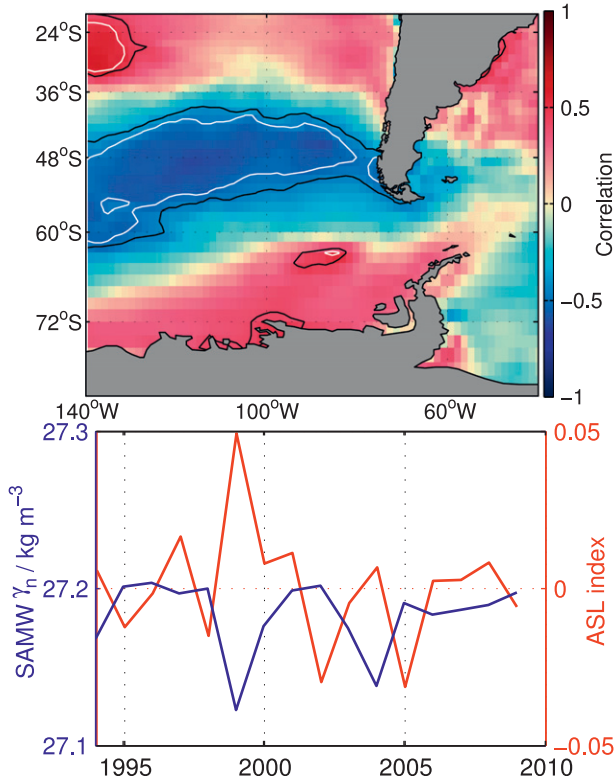 24°S
36°S
48°S
60°S
72°S
140°W 100°W 60°W
1
0.5
0
−0.5
−1
Correlation
27.3
27.2
27.1
SAMW γn / kg m−3
0.05
0
−0.05
ASL index
1995 2000 2005 2010